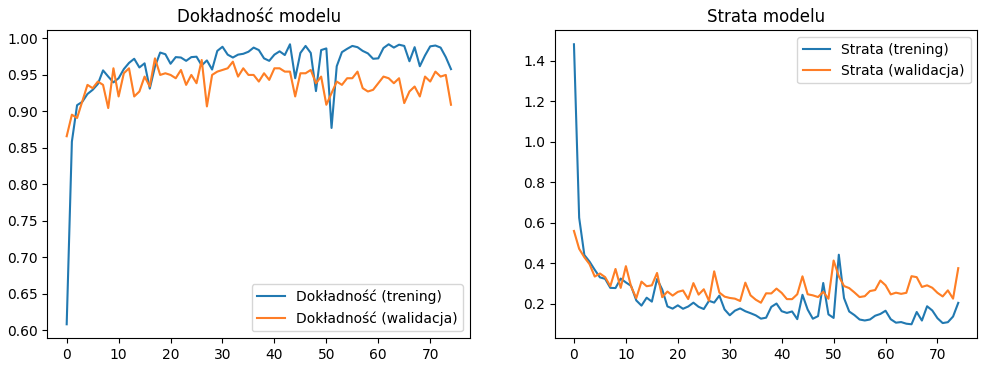 Dokładność modelu
1.00
0.95
0.90
0.85
0.80
0.75
0.70
0.65
0.60
0 10 20 30 40 50 60 70
Dokładność (trening)
Dokładność (walidacja)
Strata modelu
1.4
1.2
1.0
0.8
0.6
0.4
0.2
0 10 20 30 40 50 60 70
Strata (trening)
Strata (walidacja)